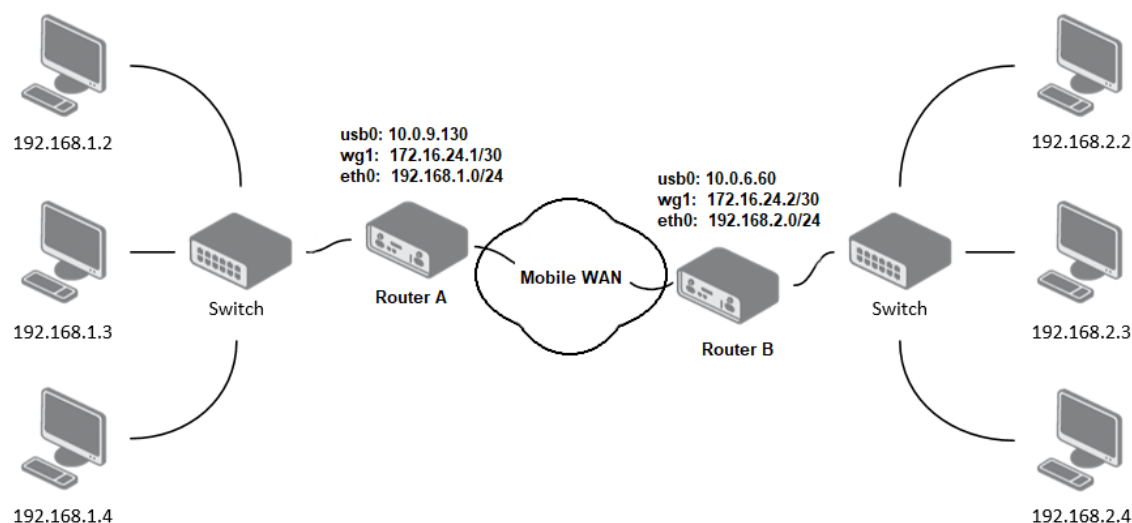 192.168.1.2
192.168.1.3
192.168.1.4
Switch
usb0: 10.0.9.130
wg1: 172.16.24.1/30
eth0: 192.168.1.0/24
Router A
Mobile WAN
usb0: 10.0.6.60
wg1: 172.16.24.2/30
eth0: 192.168.2.0/24
Router B
Switch
192.168.2.2
192.168.2.3
192.168.2.4